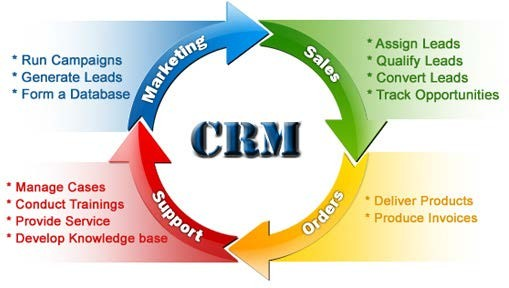 Marketing
* Run Campaigns
* Generate Leads
* Form a Database
Sales
* Assign Leads
* Qualify Leads
* Convert Leads
* Track Opportunities
CRM
Support
* Manage Cases
* Conduct Trainings
* Provide Service
* Develop Knowledge base
Orders
* Deliver Products
* Produce Invoices